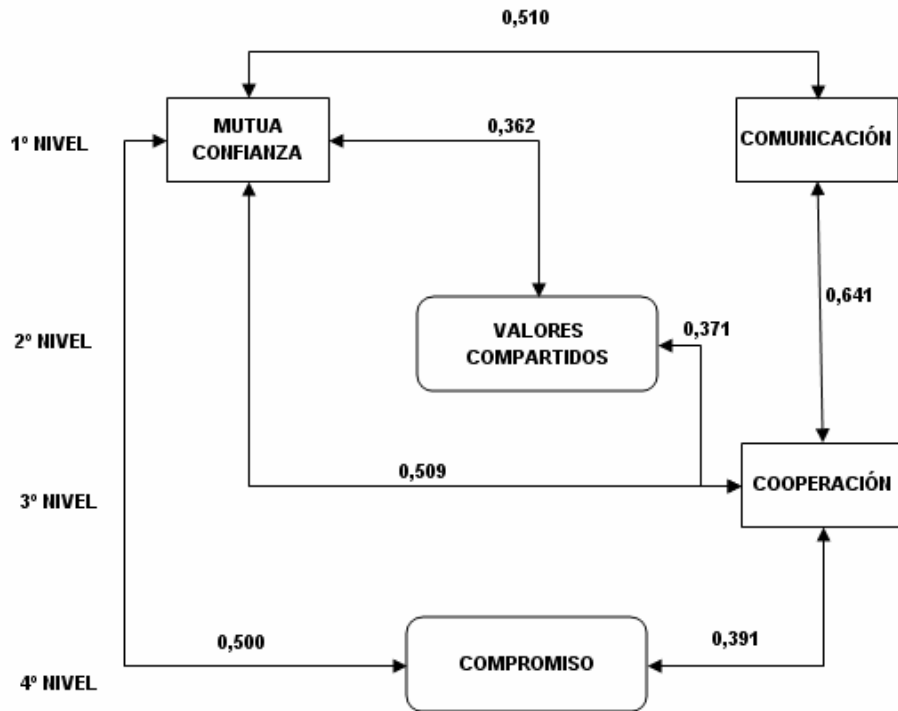 0,510
1º NIVEL
MUTUA
CONFIANZA
0,362
COMUNICACIÓN
2º NIVEL
VALORES
COMPARTIDOS
0,371
0,641
3º NIVEL
0,509
COOPERACIÓN
4º NIVEL
0,500
COMPROMISO
0,391